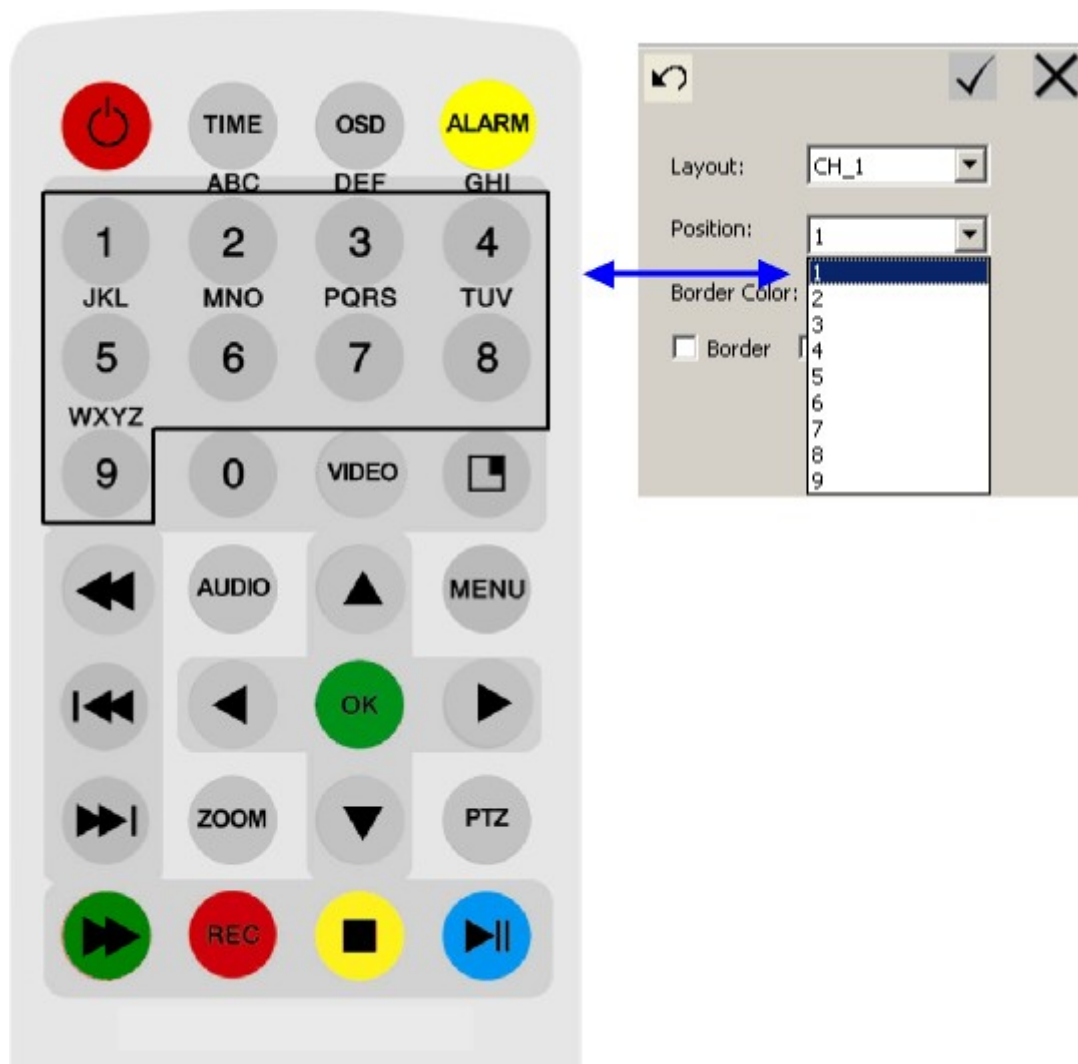 TIME OSD ALARM
ABC DEF GHI
1 2 3 4
JKL MNO PQRS TUV
5 6 7 8
WXYZ
9 0 VIDEO
AUDIO MENU
OK
ZOOM PTZ
REC
Layout: CH_1
Position: 1
1
Border Color:
2
3
Border
4
5
6
7
8
9